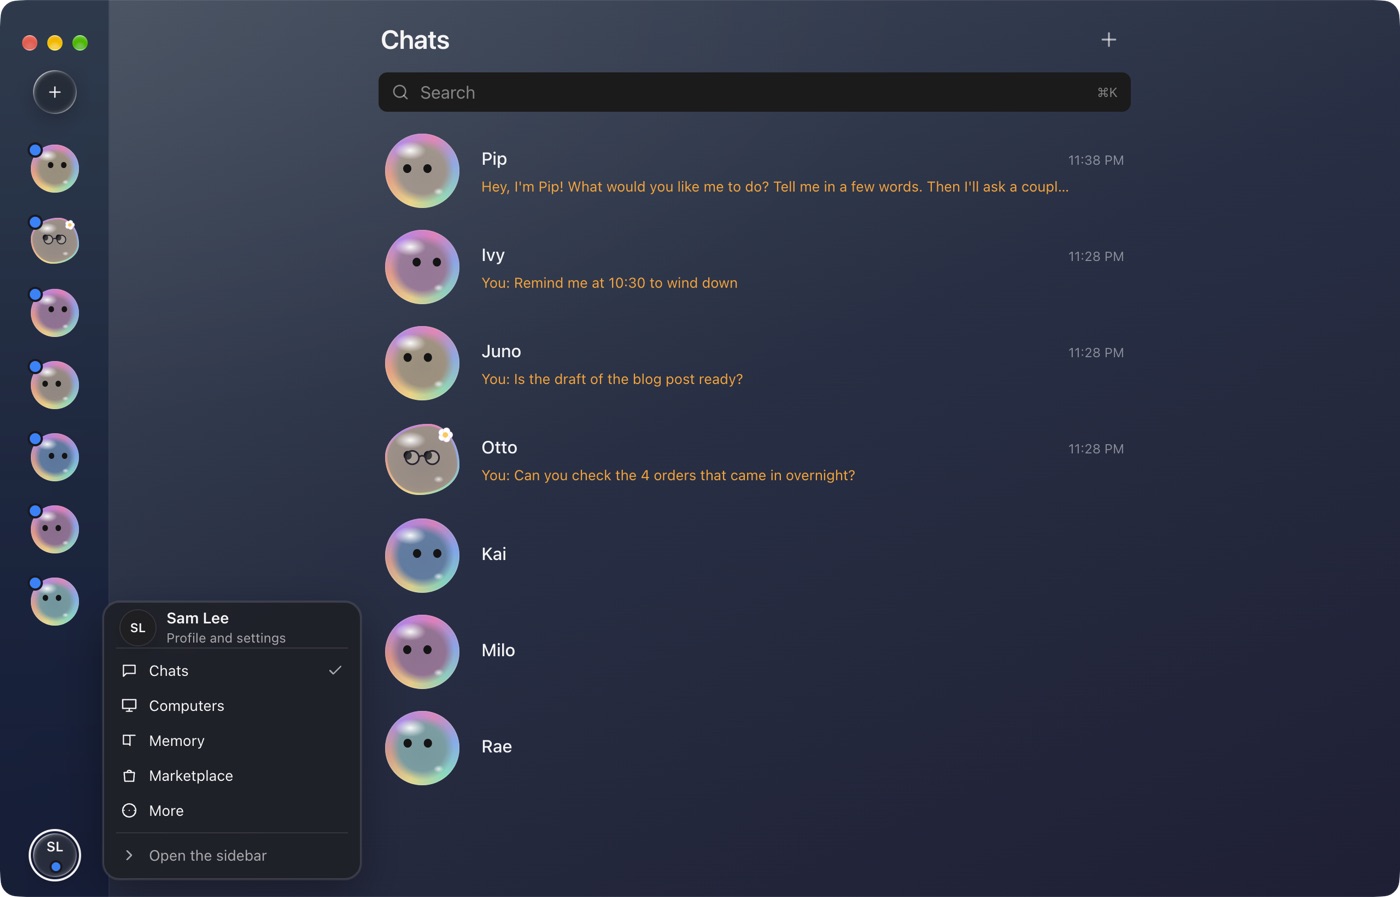 Chats
Search
⌘K
Pip
11:38 PM
Hey, I'm Pip! What would you like me to do? Tell me in a few words. Then I'll ask a coupl...
Ivy
11:28 PM
You: Remind me at 10:30 to wind down
Juno
11:28 PM
You: Is the draft of the blog post ready?
Otto
11:28 PM
You: Can you check the 4 orders that came in overnight?
Kai
Milo
Rae
SL
Sam Lee
Profile and settings
Chats
Computers
Memory
Marketplace
More
Open the sidebar
SL